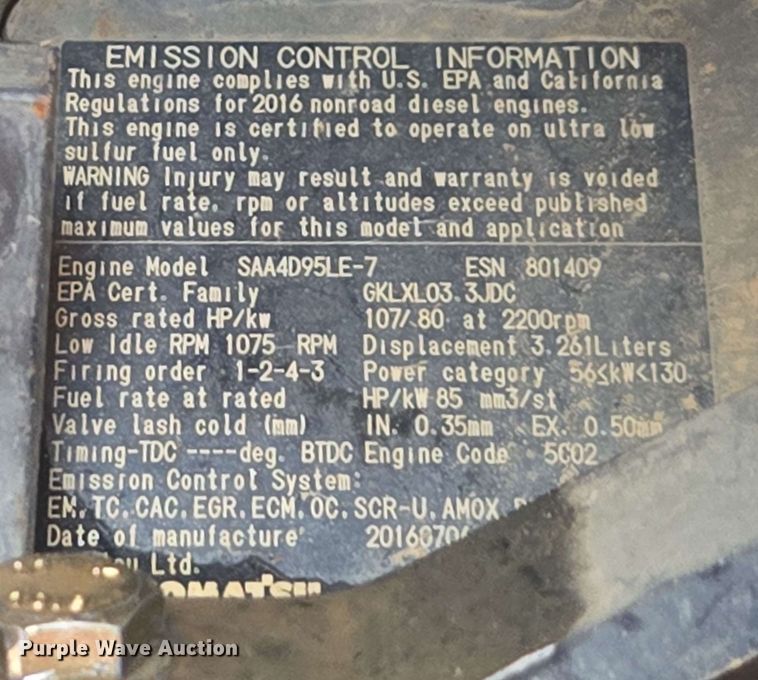 EMISSION CONTROL INFORMATION
This engine complies with U.S. EPA and California
Regulations for 2016 nonroad diesel engines.
This engine is certified to operate on ultra low
sulfur fuel only.
WARNING Injury may result and warranty is voided
if fuel rate, rpm or altitudes exceed published
maximum values for this model and application
Engine Model SAA4D95LE-7 ESN 801409
EPA Cert. Family GKLXL03.3JDC
Gross rated HP/kw 107/ 80 at 2200rpm
Low Idle RPM 1075 RPM Displacement 3.261Liters
Firing order 1-2-4-3 Power category 56≤kW<130
Fuel rate at rated HP/kW 85 mm3/st
Valve lash cold (mm) IN. 0.35mm EX. 0.50mm
Timing-TDC ----deg. BTDC Engine Code 5C02
Emission Control System:
EM.TC.CAC.EGR.ECM.OC.SCR-U.AMOX
Date of manufacture 20160706
Ltd.
KOMATSU
Purple Wave Auction